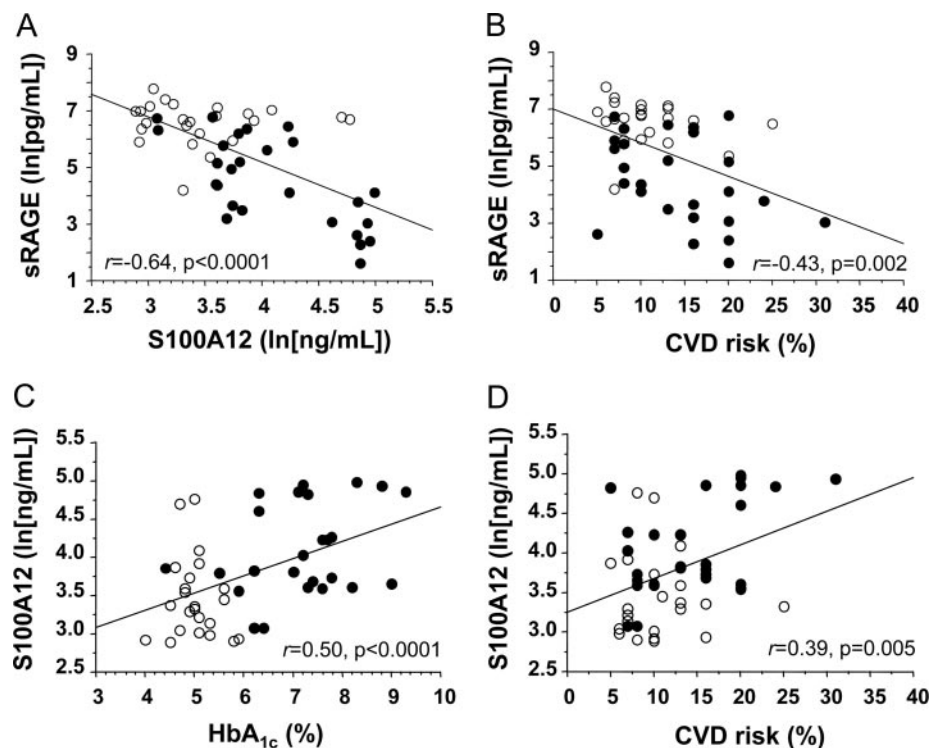 A
B
sRAGE (ln[pg/mL])
9
7
5
3
1
r=-0.64, p<0.0001
2.5 3 3.5 4 4.5 5 5.5
S100A12 (ln[ng/mL])
sRAGE (ln[pg/mL])
9
7
5
3
1
r=-0.43, p=0.002
0 5 10 15 20 25 30 35 40
CVD risk (%)
C
D
S100A12 (ln[ng/mL])
5.5
5.0
4.5
4.0
3.5
3.0
2.5
r=0.50, p<0.0001
3 4 5 6 7 8 9 10
HbA1c (%)
S100A12 (ln[ng/mL])
5.5
5.0
4.5
4.0
3.5
3.0
2.5
r=0.39, p=0.005
0 5 10 15 20 25 30 35 40
CVD risk (%)